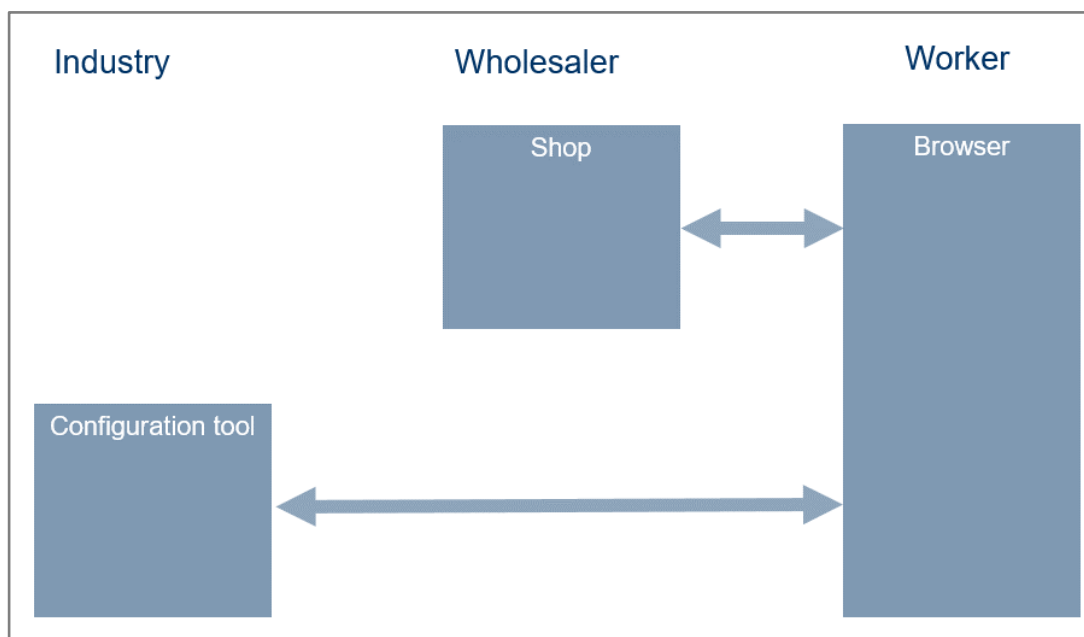 Industry
Wholesaler
Worker
Shop
Browser
Configuration tool